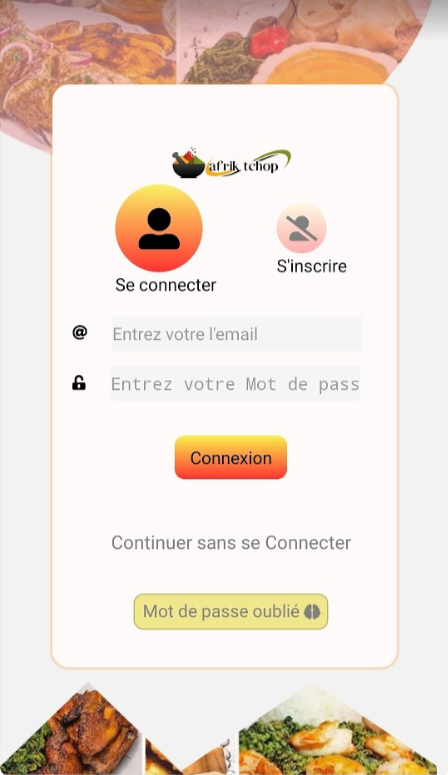 afrik tchop
Se connecter
S'inscrire
@ Entrez votre l'email
Entrez votre Mot de pass
Connexion
Continuer sans se Connecter
Mot de passe oublié